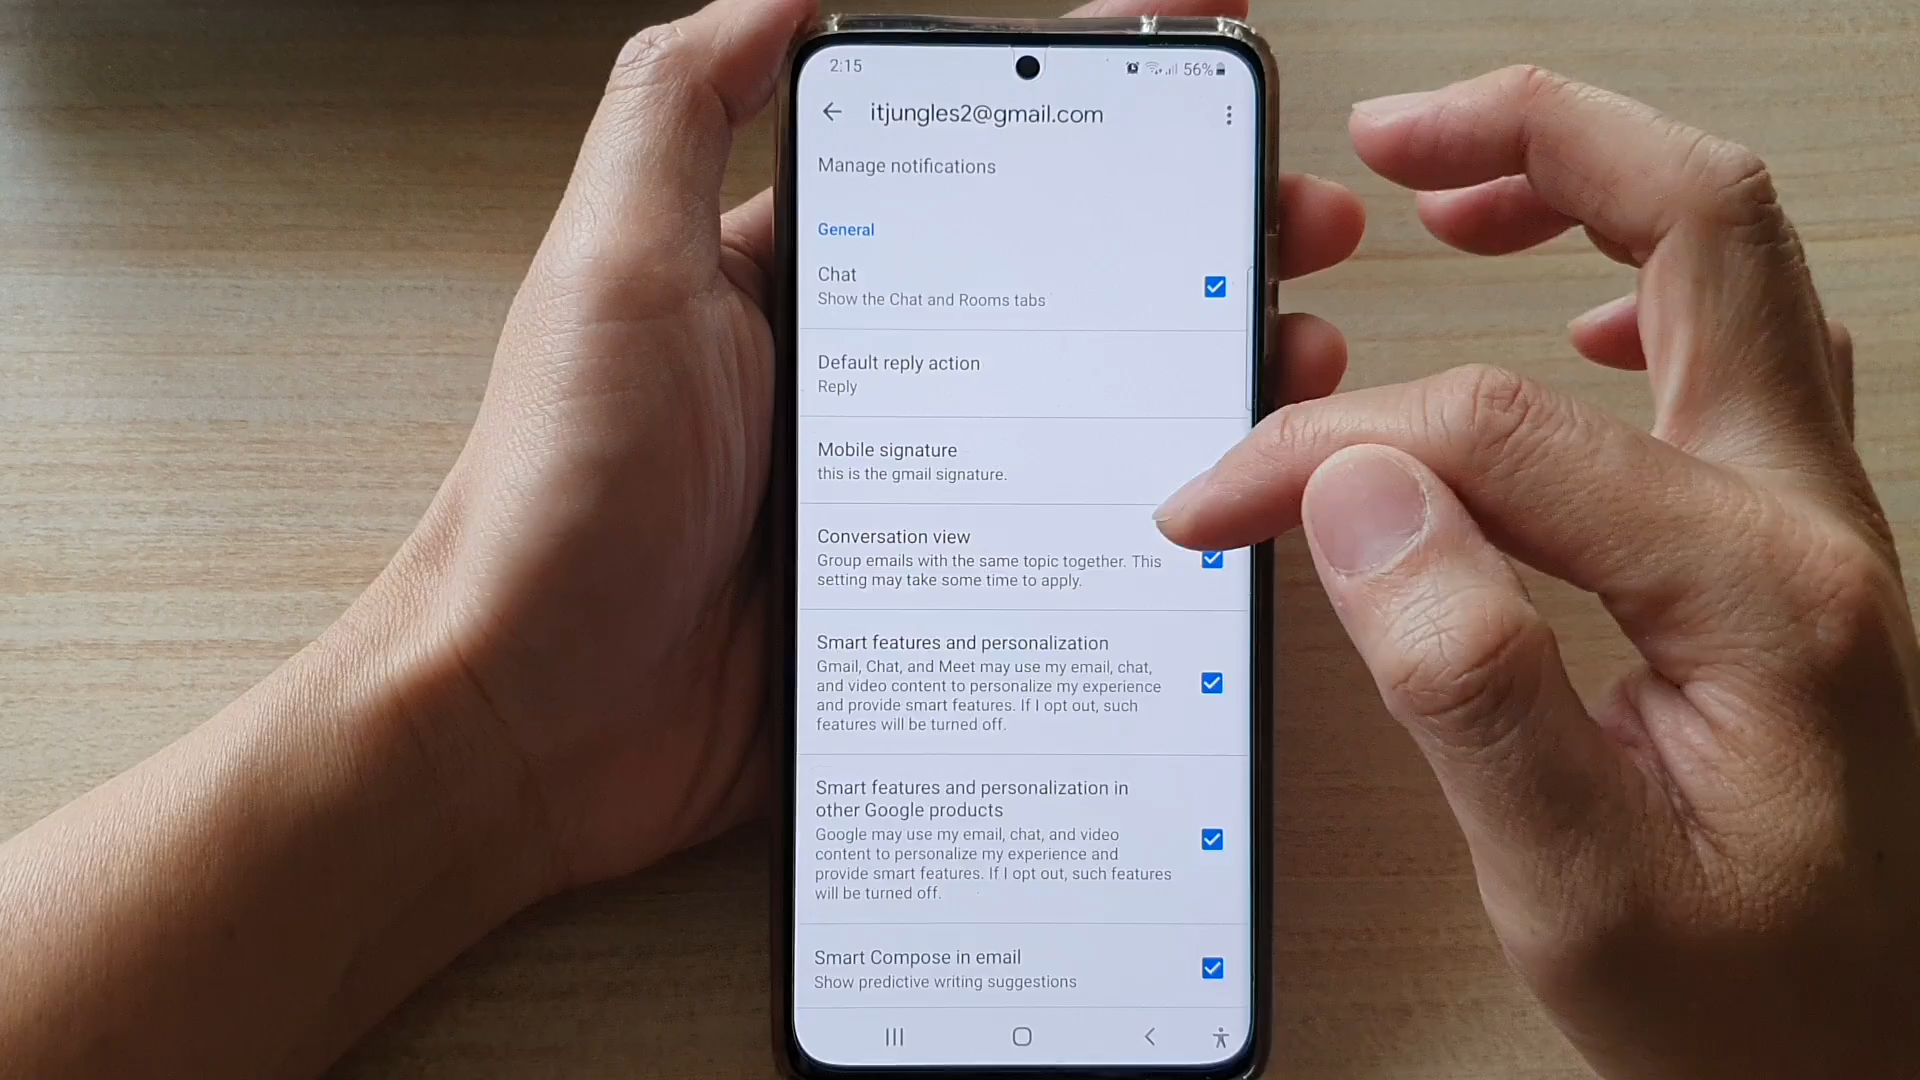 2:15
56%
itjungles2@gmail.com
Manage notifications
General
Chat
Show the Chat and Rooms tabs
Default reply action
Reply
Mobile signature
this is the gmail signature.
Conversation view
Group emails with the same topic together. This
setting may take some time to apply.
Smart features and personalization
Gmail, Chat, and Meet may use my email, chat,
and video content to personalize my experience
and provide smart features. If I opt out, such
features will be turned off.
Smart features and personalization in
other Google products
Google may use my email, chat, and video
content to personalize my experience and
provide smart features. If I opt out, such features
will be turned off.
Smart Compose in email
Show predictive writing suggestions